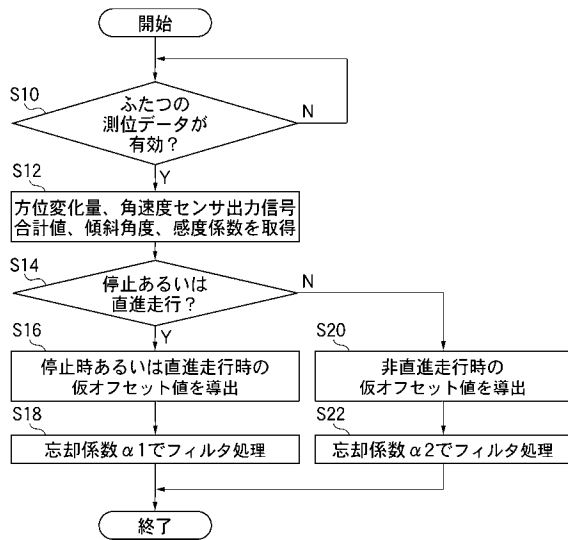 開始
S10
ふたつの
測位データが
有効？
N
Y
S12
方位変化量、角速度センサ出力信号
合計値、傾斜角度、感度係数を取得
S14
停止あるいは
直進走行？
N
Y
S16
停止時あるいは直進走行時の
仮オフセット値を導出
S20
非直進走行時の
仮オフセット値を導出
S18
忘却係数α1でフィルタ処理
S22
忘却係数α2でフィルタ処理
終了